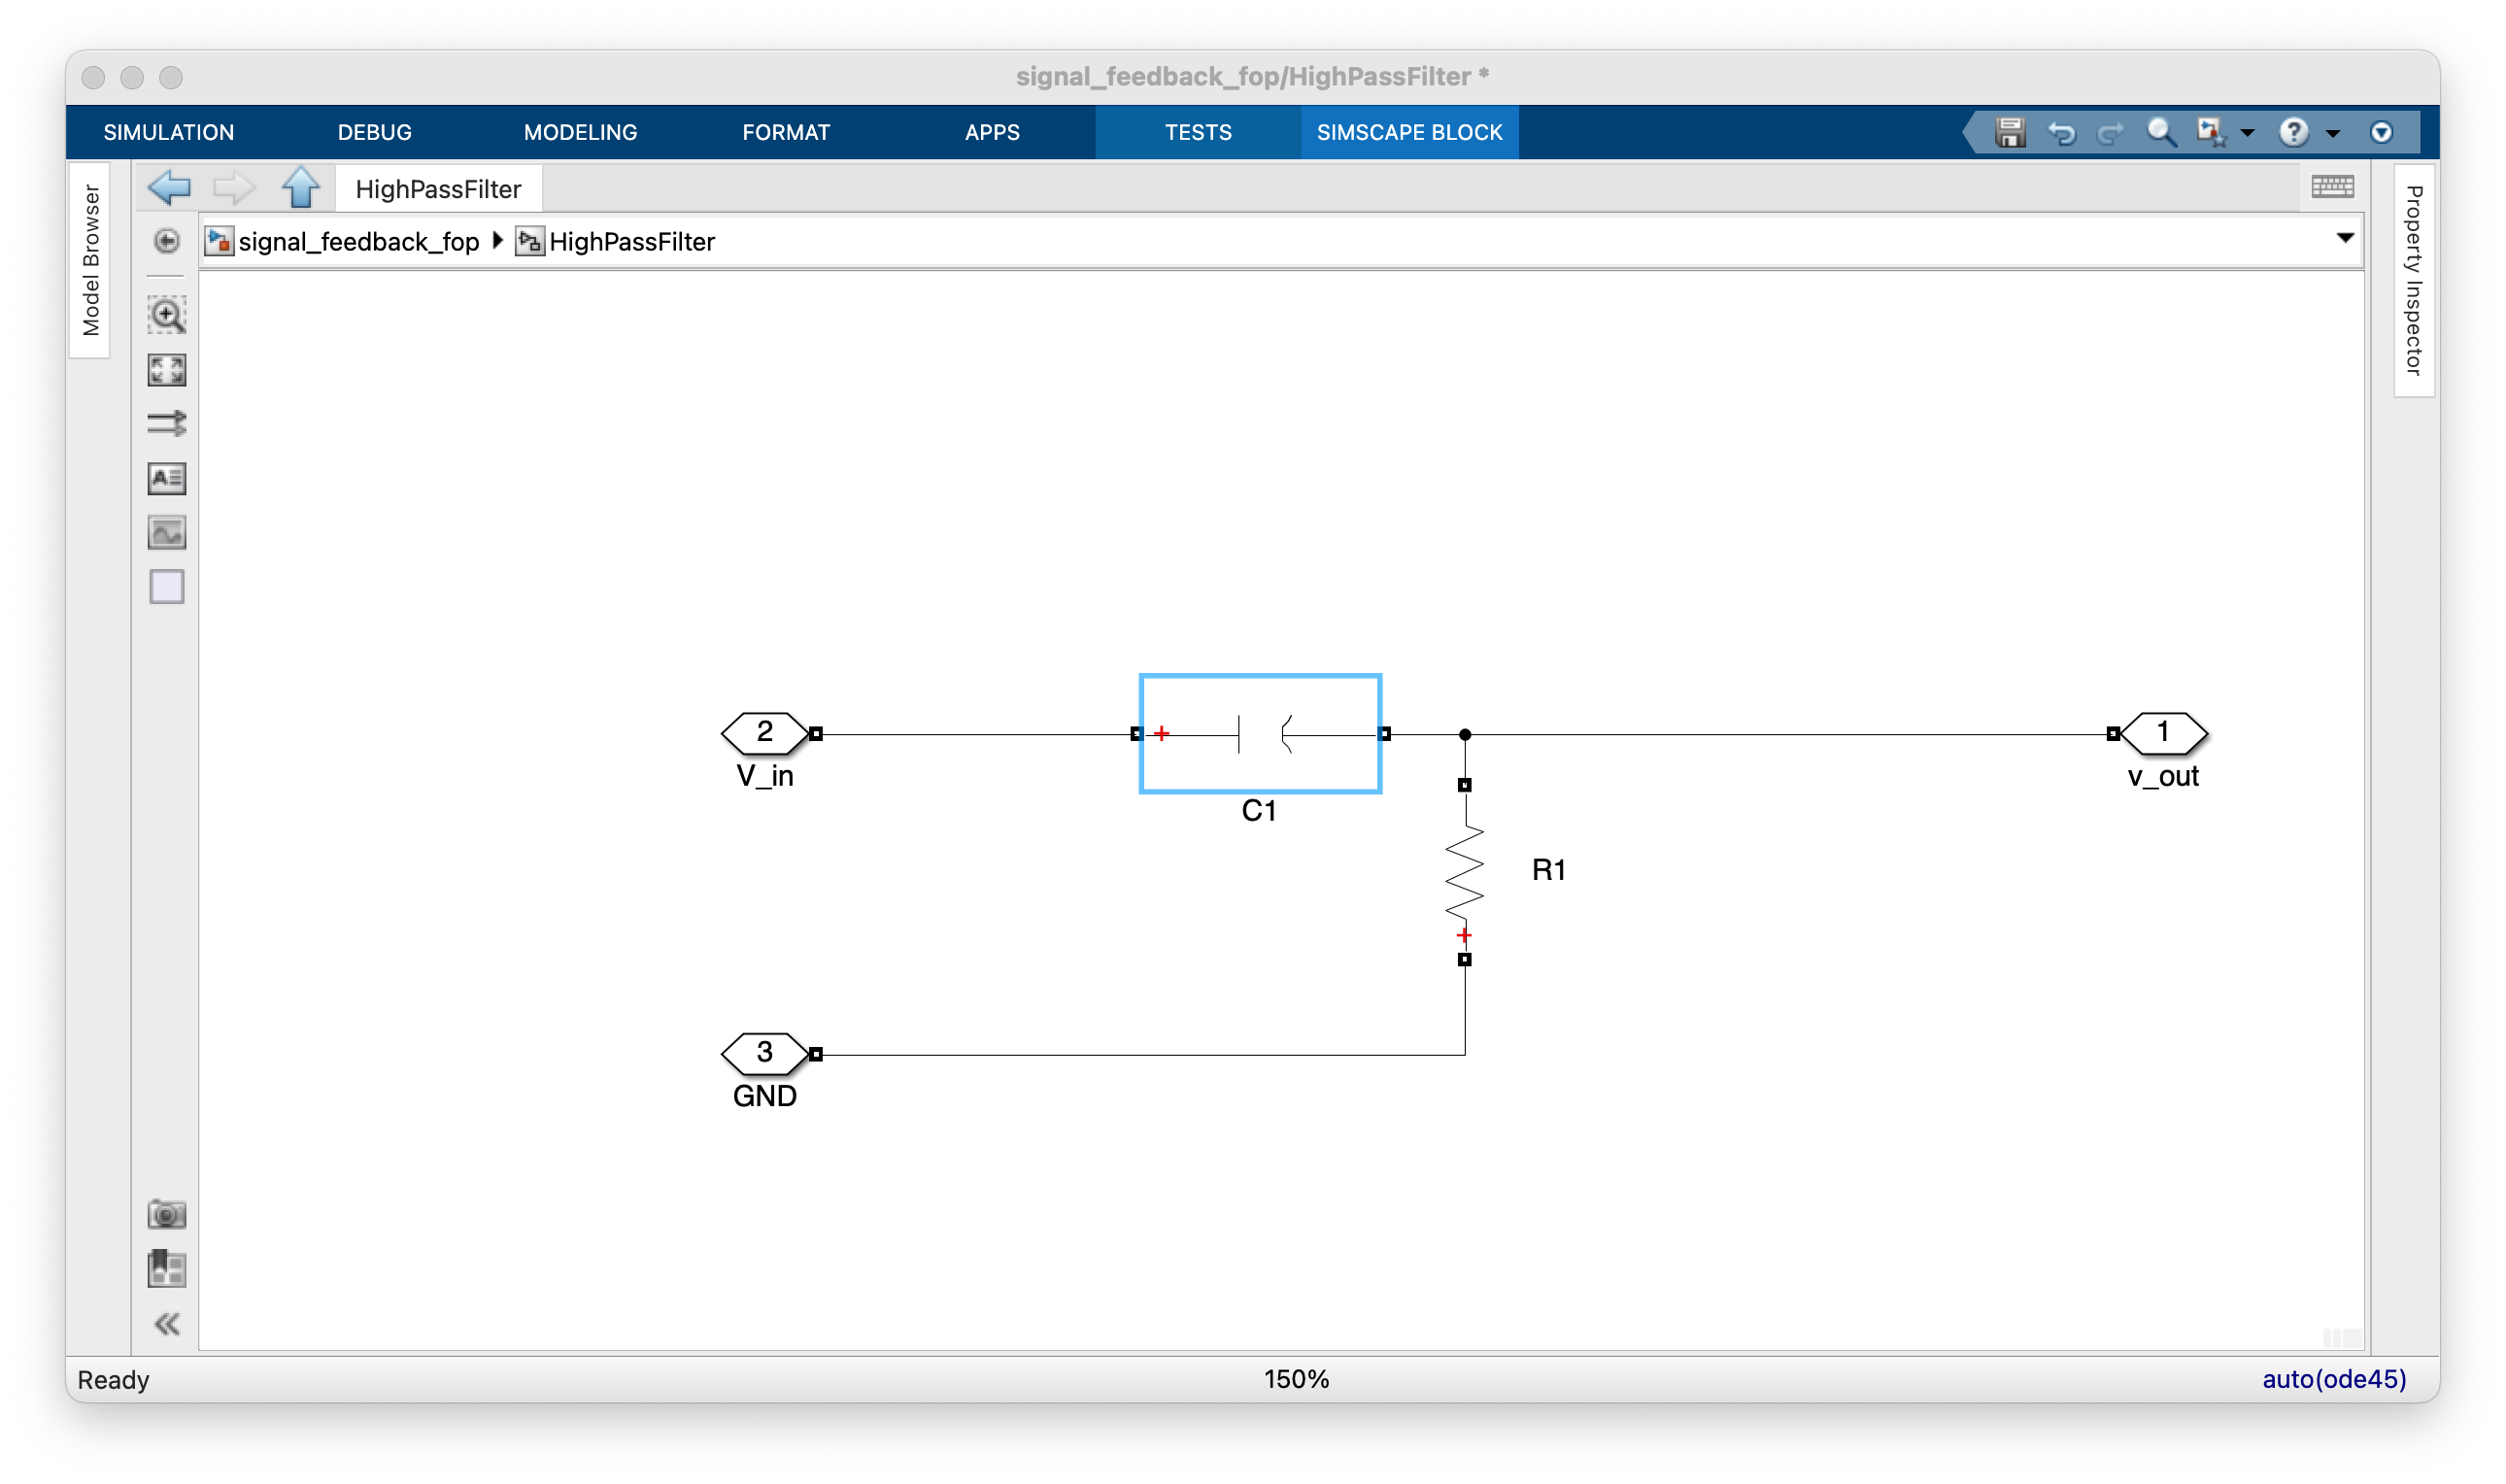 signal_feedback_fop/HighPassFilter *
SIMULATION DEBUG MODELING FORMAT APPS TESTS SIMSCAPE BLOCK
Model Browser
HighPassFilter
Property Inspector
signal_feedback_fop HighPassFilter
2
V_in
+
C1
1
v_out
R1
+
3
GND
Ready 150% auto(ode45)